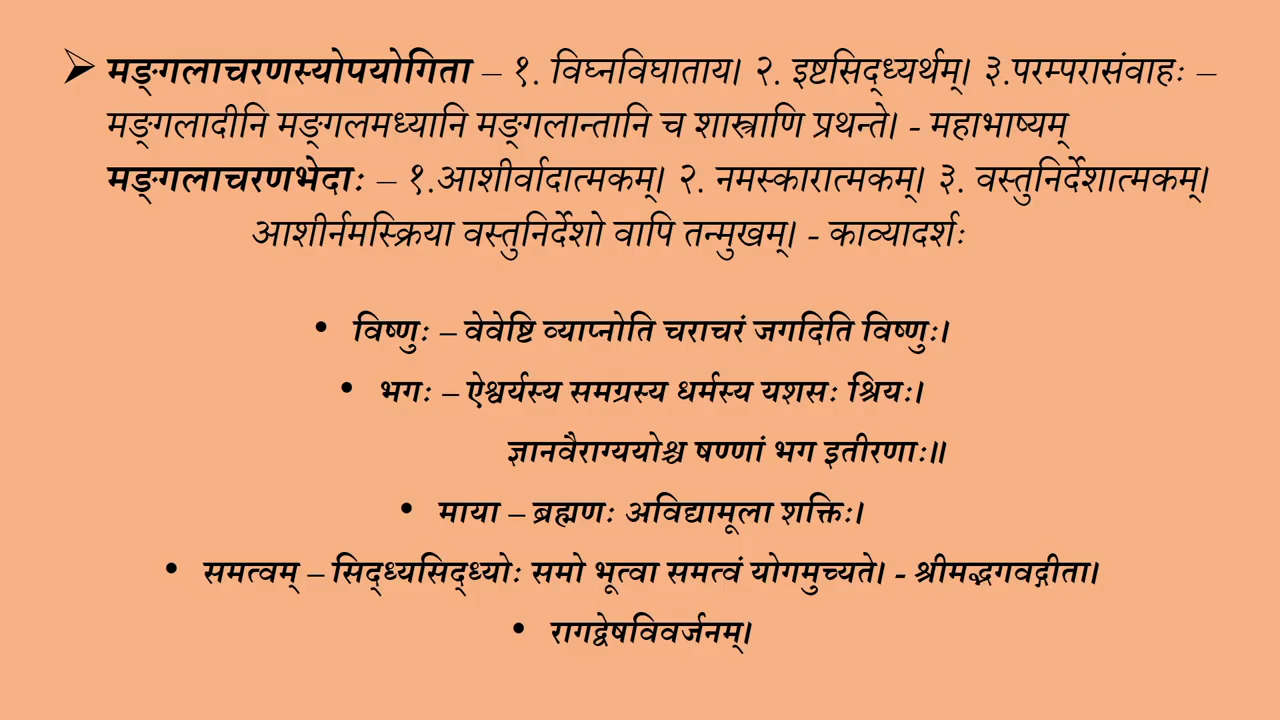 ➢ मङ्गलाचरणस्योपयोगिता – १. विघ्नविघाताय। २. इष्टसिद्ध्यर्थम्। ३.परम्परासंवाहः –
मङ्गलादीनि मङ्गलमध्यानि मङ्गलान्तानि च शास्त्राणि प्रथन्ते। - महाभाष्यम्
मङ्गलाचरणभेदाः – १.आशीर्वादात्मकम्। २. नमस्कारात्मकम्। ३. वस्तुनिर्देशात्मकम्।
आशीर्नमस्क्रिया वस्तुनिर्देशो वापि तन्मुखम्। - काव्यादर्शः
• विष्णुः – वेवेष्टि व्याप्नोति चराचरं जगदिति विष्णुः।
• भगः – ऐश्वर्यस्य समग्रस्य धर्मस्य यशसः श्रियः।
ज्ञानवैराग्ययोश्च षण्णां भग इतीरणाः॥
• माया – ब्रह्मणः अविद्यामूला शक्तिः।
• समत्वम् – सिद्ध्यसिद्ध्योः समो भूत्वा समत्वं योगमुच्यते। - श्रीमद्भगवद्गीता।
• रागद्वेषविवर्जनम्।